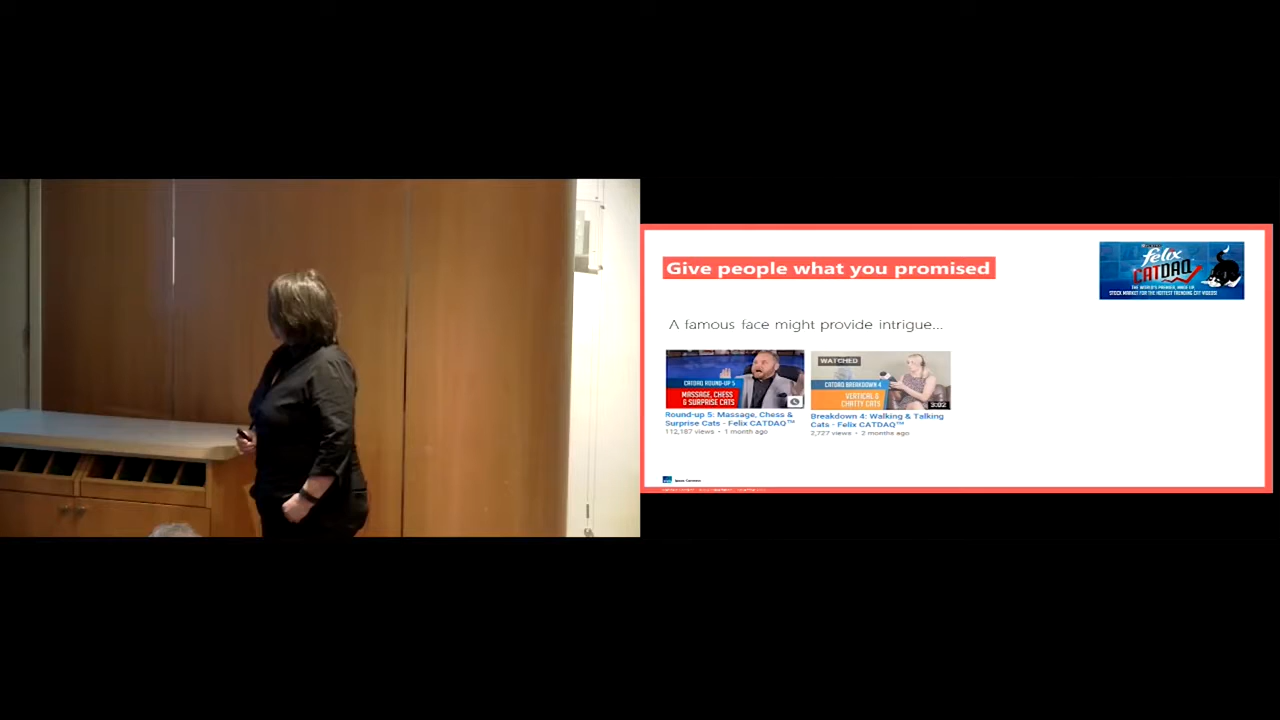 Give people what you promised
felix
CATDAQ
THE WORLD'S PREMIER, MADE UP
STOCK MARKET FOR THE HOTTEST TRENDING CAT VIDEOS!
A famous face might provide intrigue...
CATDAQ ROUND-UP 5
MASSAGE, CHESS
& SURPRISE CATS
Round-up 5: Massage, Chess &
Surprise Cats - Felix CATDAQ™
112,187 views • 1 month ago
WATCHED
CATDAQ BREAKDOWN 4
VERTICAL &
CHATTY CATS
3:02
Breakdown 4: Walking & Talking
Cats - Felix CATDAQ™
2,727 views • 2 months ago